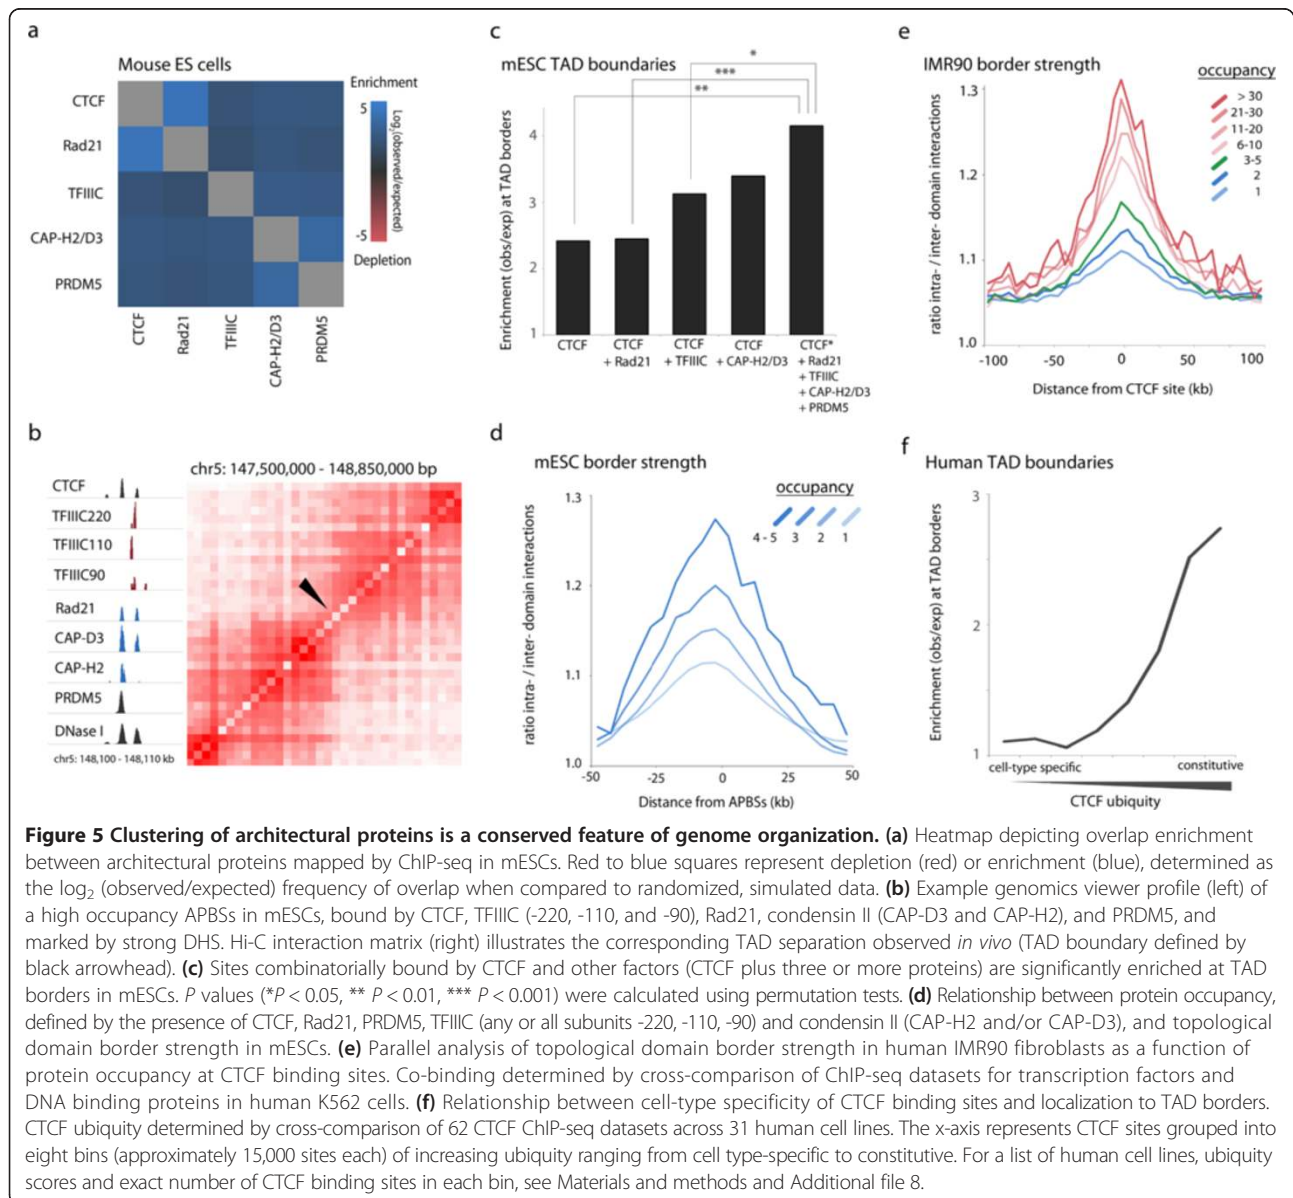 a
Mouse ES cells
CTCF
Rad21
TFIIIC
CAP-H2/D3
PRDM5
CTCF
Rad21
TFIIIC
CAP-H2/D3
PRDM5
Enrichment
5
Log2(observed/expected)
-5
Depletion
b
chr5: 147,500,000 - 148,850,000 bp
CTCF
TFIIIC220
TFIIIC110
TFIIIC90
Rad21
CAP-D3
CAP-H2
PRDM5
DNase I
chr5: 148,100 - 148,110 kb
c
mESC TAD boundaries
*
***
**
Enrichment (obs/exp) at TAD borders
4
3
2
1
CTCF
CTCF
+ Rad21
CTCF
+ TFIIIC
CTCF
+ CAP-H2/D3
CTCF*
+ Rad21
+ TFIIIC
+ CAP-H2/D3
+ PRDM5
d
mESC border strength
occupancy
4 - 5 3 2 1
ratio intra- / inter- domain interactions
1.3
1.2
1.1
1.0
-50 -25 0 25 50
Distance from APBSs (kb)
e
IMR90 border strength
occupancy
> 30
21-30
11-20
6-10
3-5
2
1
ratio intra- / inter- domain interactions
1.3
1.2
1.1
1.0
-100 -50 0 50 100
Distance from CTCF site (kb)
f
Human TAD boundaries
Enrichment (obs/exp) at TAD borders
3
2
1
cell-type specific constitutive
CTCF ubiquity
Figure 5 Clustering of architectural proteins is a conserved feature of genome organization. (a) Heatmap depicting overlap enrichment
between architectural proteins mapped by ChIP-seq in mESCs. Red to blue squares represent depletion (red) or enrichment (blue), determined as
the log2 (observed/expected) frequency of overlap when compared to randomized, simulated data. (b) Example genomics viewer profile (left) of
a high occupancy APBSs in mESCs, bound by CTCF, TFIIIC (-220, -110, and -90), Rad21, condensin II (CAP-D3 and CAP-H2), and PRDM5, and
marked by strong DHS. Hi-C interaction matrix (right) illustrates the corresponding TAD separation observed in vivo (TAD boundary defined by
black arrowhead). (c) Sites combinatorially bound by CTCF and other factors (CTCF plus three or more proteins) are significantly enriched at TAD
borders in mESCs. P values (*P < 0.05, ** P < 0.01, *** P < 0.001) were calculated using permutation tests. (d) Relationship between protein occupancy,
defined by the presence of CTCF, Rad21, PRDM5, TFIIIC (any or all subunits -220, -110, -90) and condensin II (CAP-H2 and/or CAP-D3), and topological
domain border strength in mESCs. (e) Parallel analysis of topological domain border strength in human IMR90 fibroblasts as a function of
protein occupancy at CTCF binding sites. Co-binding determined by cross-comparison of ChIP-seq datasets for transcription factors and
DNA binding proteins in human K562 cells. (f) Relationship between cell-type specificity of CTCF binding sites and localization to TAD borders.
CTCF ubiquity determined by cross-comparison of 62 CTCF ChIP-seq datasets across 31 human cell lines. The x-axis represents CTCF sites grouped into
eight bins (approximately 15,000 sites each) of increasing ubiquity ranging from cell type-specific to constitutive. For a list of human cell lines, ubiquity
scores and exact number of CTCF binding sites in each bin, see Materials and methods and Additional file 8.